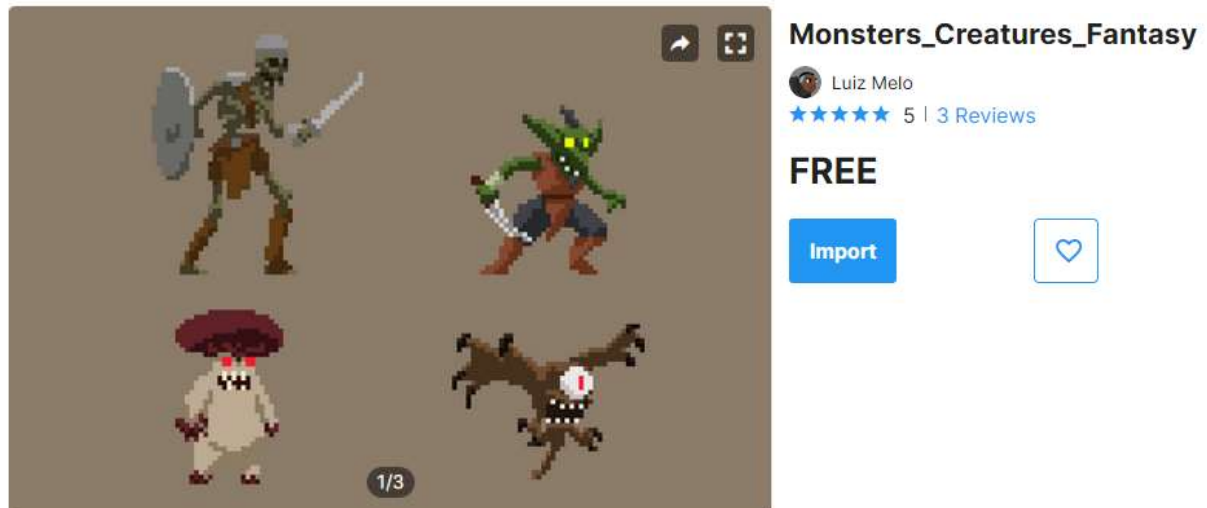 Monsters_Creatures_Fantasy
Luiz Melo
5 | 3 Reviews
FREE
Import
1/3